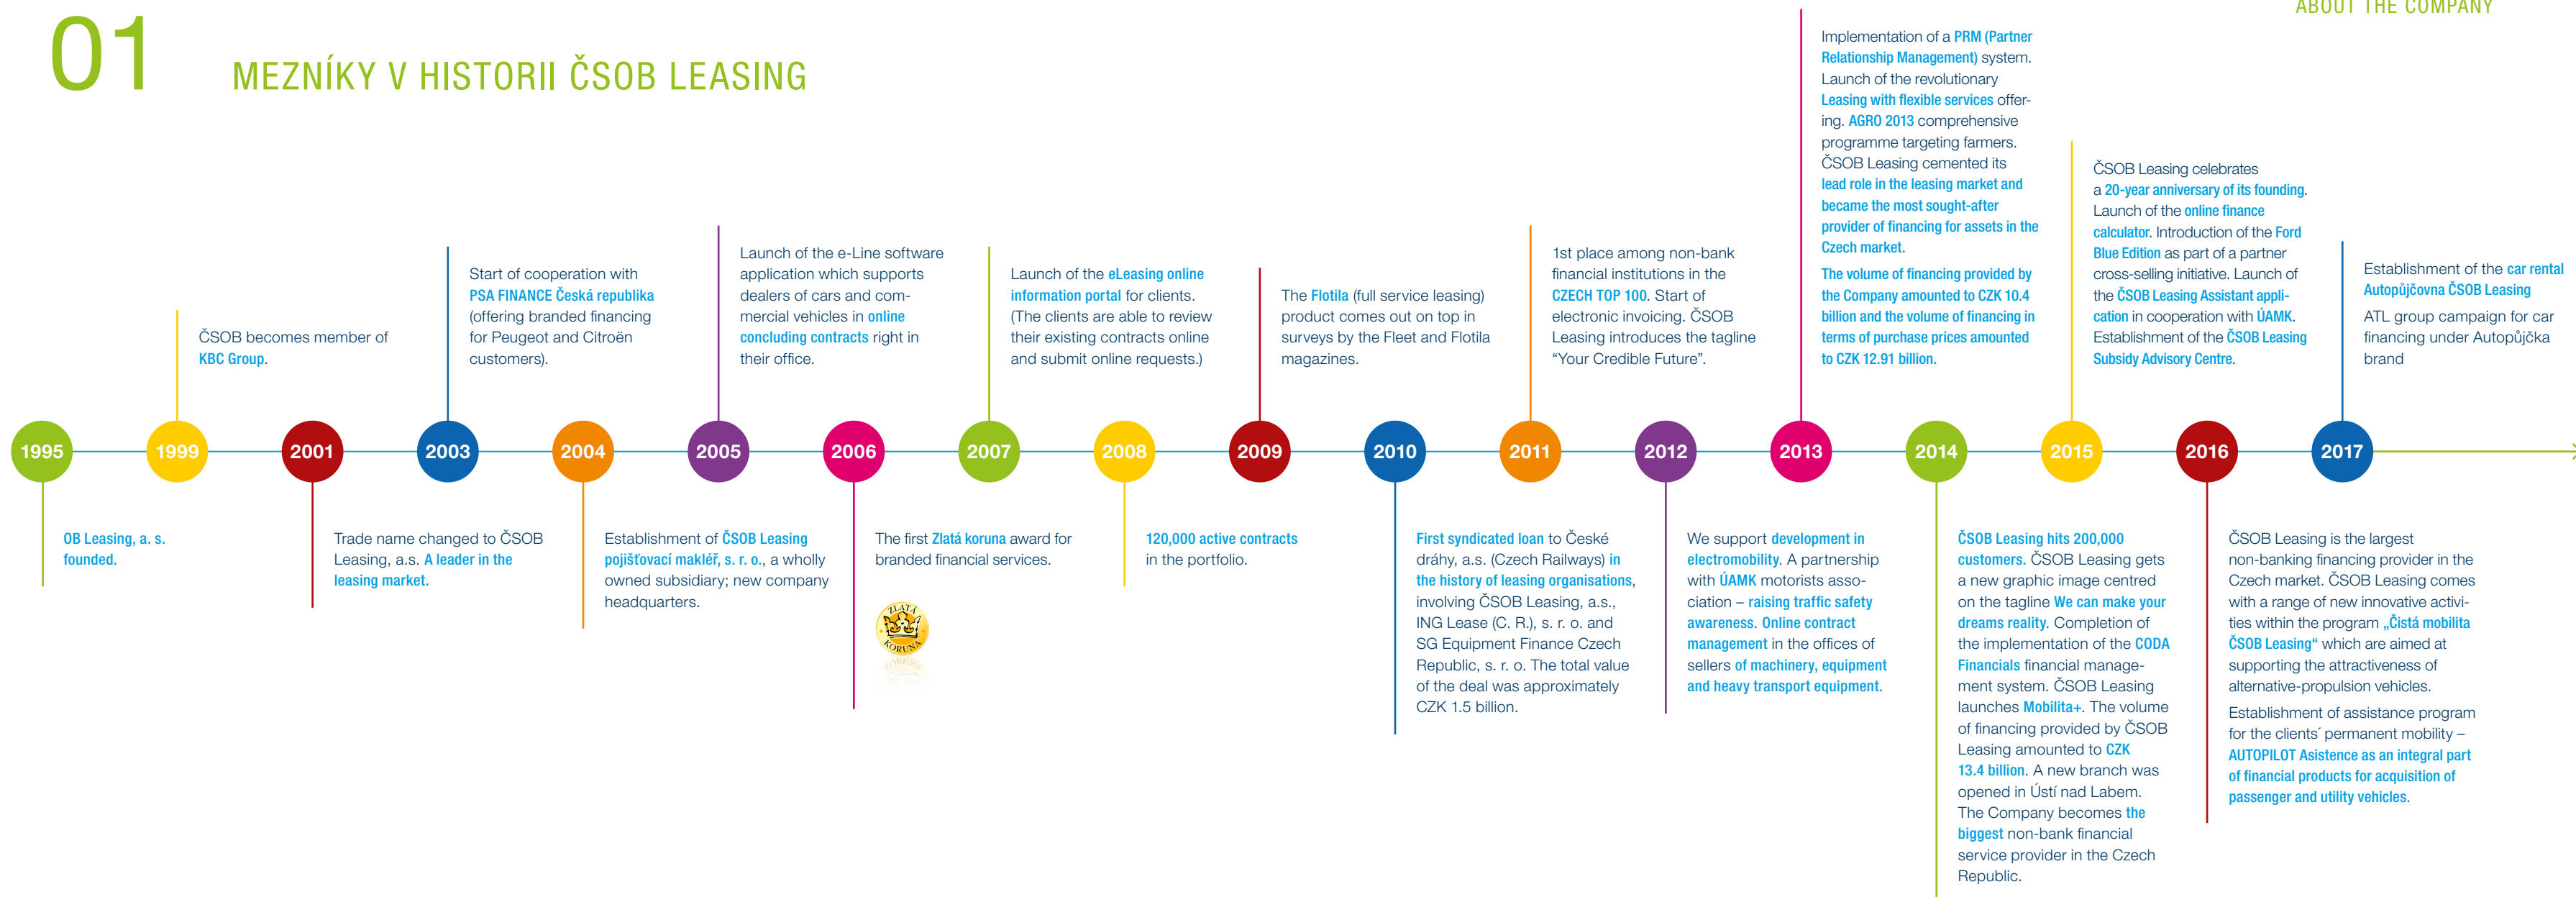 ABOUT THE COMPANY
01
MEZNÍKY V HISTORII ČSOB LEASING
1995
OB Leasing, a. s.
founded.
1999
ČSOB becomes member of
KBC Group.
2001
Trade name changed to ČSOB
Leasing, a.s. A leader in the
leasing market.
2003
Start of cooperation with
PSA FINANCE Česká republika
(offering branded financing
for Peugeot and Citroën
customers).
2004
Establishment of ČSOB Leasing
pojišťovací makléř, s. r. o., a wholly
owned subsidiary; new company
headquarters.
2005
Launch of the e-Line software
application which supports
dealers of cars and com-
mercial vehicles in online
concluding contracts right in
their office.
2006
The first Zlatá koruna award for
branded financial services.
ZLATÁ
KORUNA
2007
Launch of the eLeasing online
information portal for clients.
(The clients are able to review
their existing contracts online
and submit online requests.)
2008
120,000 active contracts
in the portfolio.
2009
The Flotila (full service leasing)
product comes out on top in
surveys by the Fleet and Flotila
magazines.
2010
First syndicated loan to České
dráhy, a.s. (Czech Railways) in
the history of leasing organisations,
involving ČSOB Leasing, a.s.,
ING Lease (C. R.), s. r. o. and
SG Equipment Finance Czech
Republic, s. r. o. The total value
of the deal was approximately
CZK 1.5 billion.
2011
1st place among non-bank
financial institutions in the
CZECH TOP 100. Start of
electronic invoicing. ČSOB
Leasing introduces the tagline
“Your Credible Future”.
2012
We support development in
electromobility. A partnership
with ÚAMK motorists asso-
ciation – raising traffic safety
awareness. Online contract
management in the offices of
sellers of machinery, equipment
and heavy transport equipment.
2013
Implementation of a PRM (Partner
Relationship Management) system.
Launch of the revolutionary
Leasing with flexible services offer-
ing. AGRO 2013 comprehensive
programme targeting farmers.
ČSOB Leasing cemented its
lead role in the leasing market and
became the most sought-after
provider of financing for assets in the
Czech market.
The volume of financing provided by
the Company amounted to CZK 10.4
billion and the volume of financing in
terms of purchase prices amounted
to CZK 12.91 billion.
2014
ČSOB Leasing hits 200,000
customers. ČSOB Leasing gets
a new graphic image centred
on the tagline We can make your
dreams reality. Completion of
the implementation of the CODA
Financials financial manage-
ment system. ČSOB Leasing
launches Mobilita+. The volume
of financing provided by ČSOB
Leasing amounted to CZK
13.4 billion. A new branch was
opened in Ústí nad Labem.
The Company becomes the
biggest non-bank financial
service provider in the Czech
Republic.
2015
ČSOB Leasing celebrates
a 20-year anniversary of its founding.
Launch of the online finance
calculator. Introduction of the Ford
Blue Edition as part of a partner
cross-selling initiative. Launch of
the ČSOB Leasing Assistant appli-
cation in cooperation with ÚAMK.
Establishment of the ČSOB Leasing
Subsidy Advisory Centre.
2016
ČSOB Leasing is the largest
non-banking financing provider in the
Czech market. ČSOB Leasing comes
with a range of new innovative activi-
ties within the program „Čistá mobilita
ČSOB Leasing“ which are aimed at
supporting the attractiveness of
alternative-propulsion vehicles.
Establishment of assistance program
for the clients´ permanent mobility –
AUTOPILOT Asistence as an integral part
of financial products for acquisition of
passenger and utility vehicles.
2017
Establishment of the car rental
Autopůjčovna ČSOB Leasing
ATL group campaign for car
financing under Autopůjčka
brand